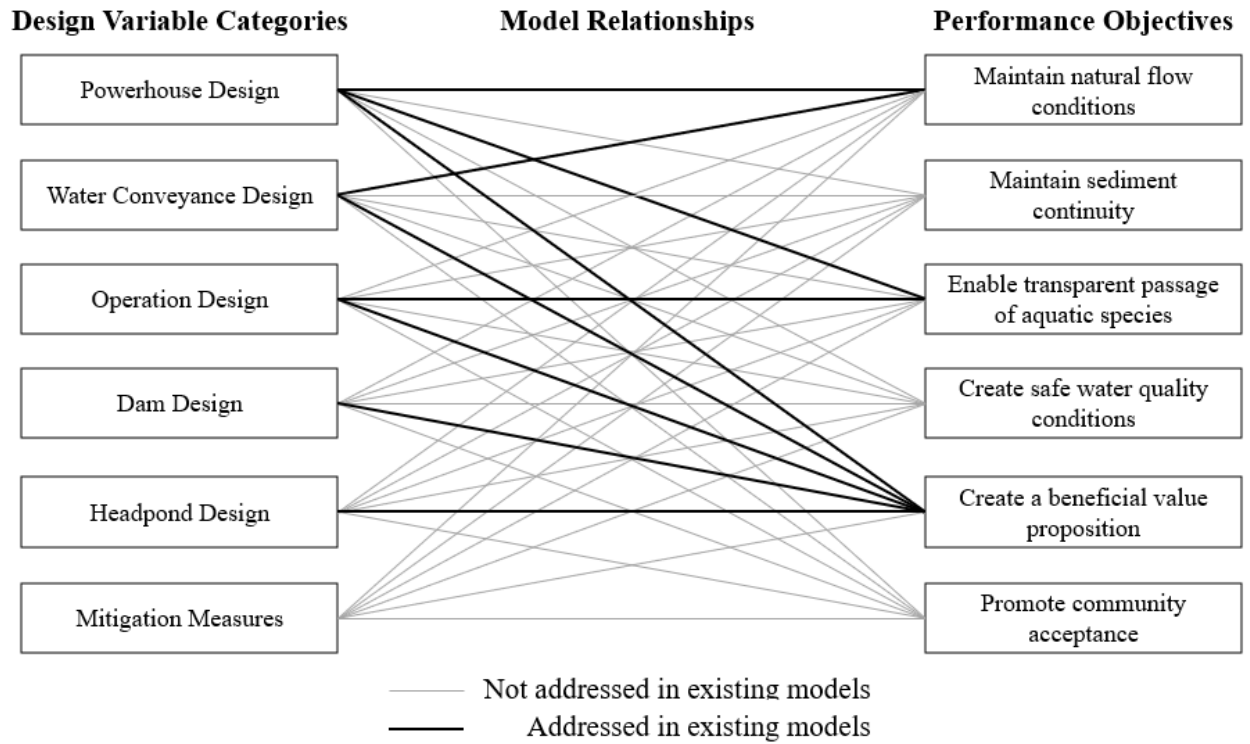 Design Variable Categories
Model Relationships
Performance Objectives
Powerhouse Design
Water Conveyance Design
Operation Design
Dam Design
Headpond Design
Mitigation Measures
Maintain natural flow
conditions
Maintain sediment
continuity
Enable transparent passage
of aquatic species
Create safe water quality
conditions
Create a beneficial value
proposition
Promote community
acceptance
Not addressed in existing models
Addressed in existing models